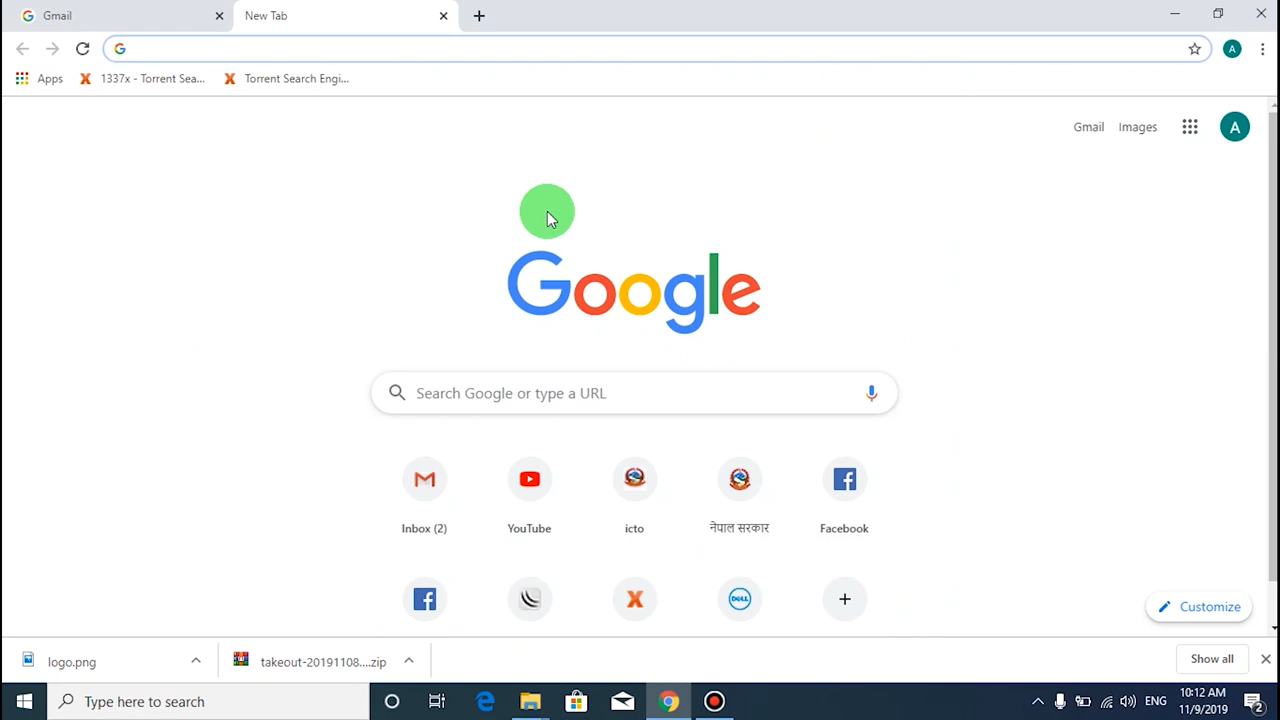 Gmail
New Tab
Apps
1337x - Torrent Sea...
Torrent Search Engi...
Gmail
Images
A
Google
Search Google or type a URL
Inbox (2)
YouTube
icto
नेपाल सरकार
Facebook
DELL
Customize
logo.png
takeout-20191108....zip
Show all
Type here to search
ENG
10:12 AM
11/9/2019
2